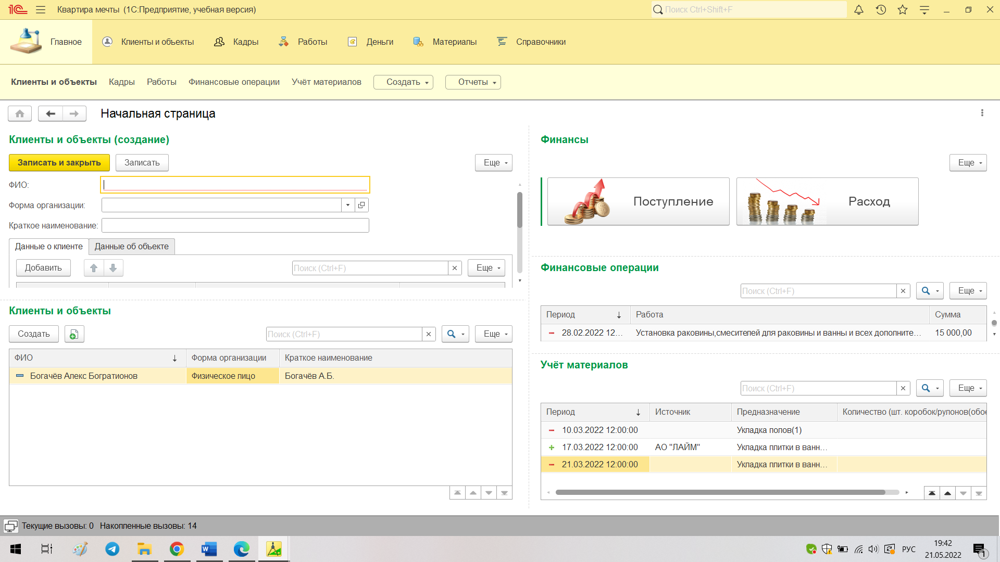 Квартира мечты (1С:Предприятие, учебная версия)
Поиск Ctrl+Shift+F
Главное
Клиенты и объекты
Кадры
Работы
Деньги
Материалы
Справочники
Клиенты и объекты
Кадры
Работы
Финансовые операции
Учёт материалов
Создать
Отчеты
Начальная страница
Клиенты и объекты (создание)
Записать и закрыть
Записать
Еще
ФИО:
Форма организации:
Краткое наименование:
Данные о клиенте
Данные об объекте
Добавить
Поиск (Ctrl+F)
Еще
Клиенты и объекты
Создать
Поиск (Ctrl+F)
Еще
ФИО
Форма организации
Краткое наименование
Богачёв Алекс Богратионов
Физическое лицо
Богачёв А.Б.
Финансы
Еще
Поступление
Расход
Финансовые операции
Поиск (Ctrl+F)
Еще
Период
Работа
Сумма
28.02.2022 12...
Установка раковины,смесителей для раковины и ванны и всех дополните...
15 000,00
Учёт материалов
Поиск (Ctrl+F)
Еще
Период
Источник
Предназначение
Количество (шт. коробок/рулонов(обое
10.03.2022 12:00:00
Укладка полов(1)
17.03.2022 12:00:00
АО "ЛАЙМ"
Укладка плитки в ванн...
21.03.2022 12:00:00
Укладка плитки в ванн...
Текущие вызовы: 0 Накопленные вызовы: 14
РУС
19:42
21.05.2022
1